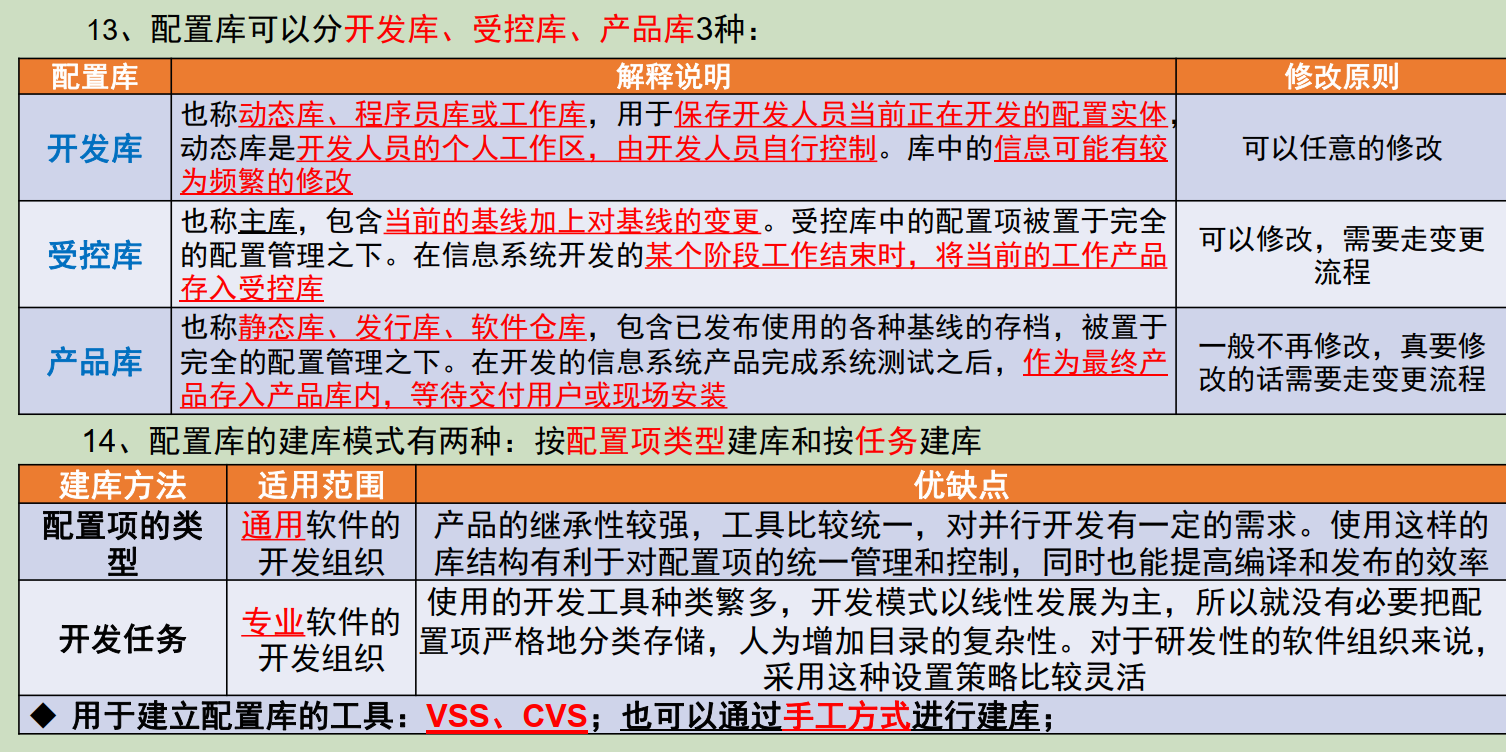 13、配置库可以分开发库、受控库、产品库3种：
配置库
解释说明
修改原则
开发库
也称动态库、程序员库或工作库，用于保存开发人员当前正在开发的配置实体，
动态库是开发人员的个人工作区，由开发人员自行控制。库中的信息可能有较
为频繁的修改
可以任意的修改
受控库
也称主库，包含当前的基线加上对基线的变更。受控库中的配置项被置于完全
的配置管理之下。在信息系统开发的某个阶段工作结束时，将当前的工作产品
存入受控库
可以修改，需要走变更
流程
产品库
也称静态库、发行库、软件仓库，包含已发布使用的各种基线的存档，被置于
完全的配置管理之下。在开发的信息系统产品完成系统测试之后，作为最终产
品存入产品库内，等待交付用户或现场安装
一般不再修改，真要修
改的话需要走变更流程
14、配置库的建库模式有两种：按配置项类型建库和按任务建库
建库方法
适用范围
优缺点
配置项的类
型
通用软件的
开发组织
产品的继承性较强，工具比较统一，对并行开发有一定的需求。使用这样的
库结构有利于对配置项的统一管理和控制，同时也能提高编译和发布的效率
开发任务
专业软件的
开发组织
使用的开发工具种类繁多，开发模式以线性发展为主，所以就没有必要把配
置项严格地分类存储，人为增加目录的复杂性。对于研发性的软件组织来说，
采用这种设置策略比较灵活
◆ 用于建立配置库的工具：VSS、CVS；也可以通过手工方式进行建库；